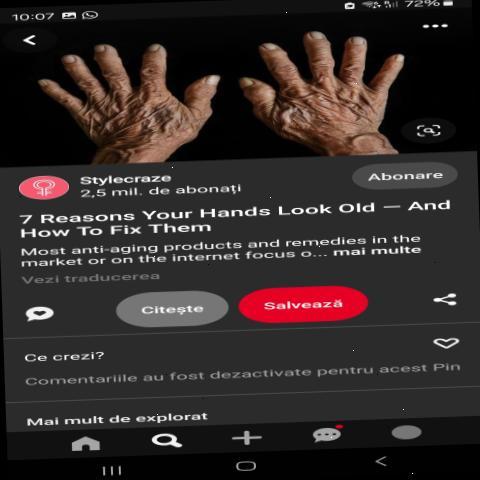 10:07
72%
Stylecraze
2,5 mil. de abonați
Abonare
7 Reasons Your Hands Look Old — And
How To Fix Them
Most anti-aging products and remedies in the
market or on the internet focus o... mai multe
Vezi traducerea
Citește
Salvează
Ce crezi?
Comentariile au fost dezactivate pentru acest Pin
Mai mult de explorat